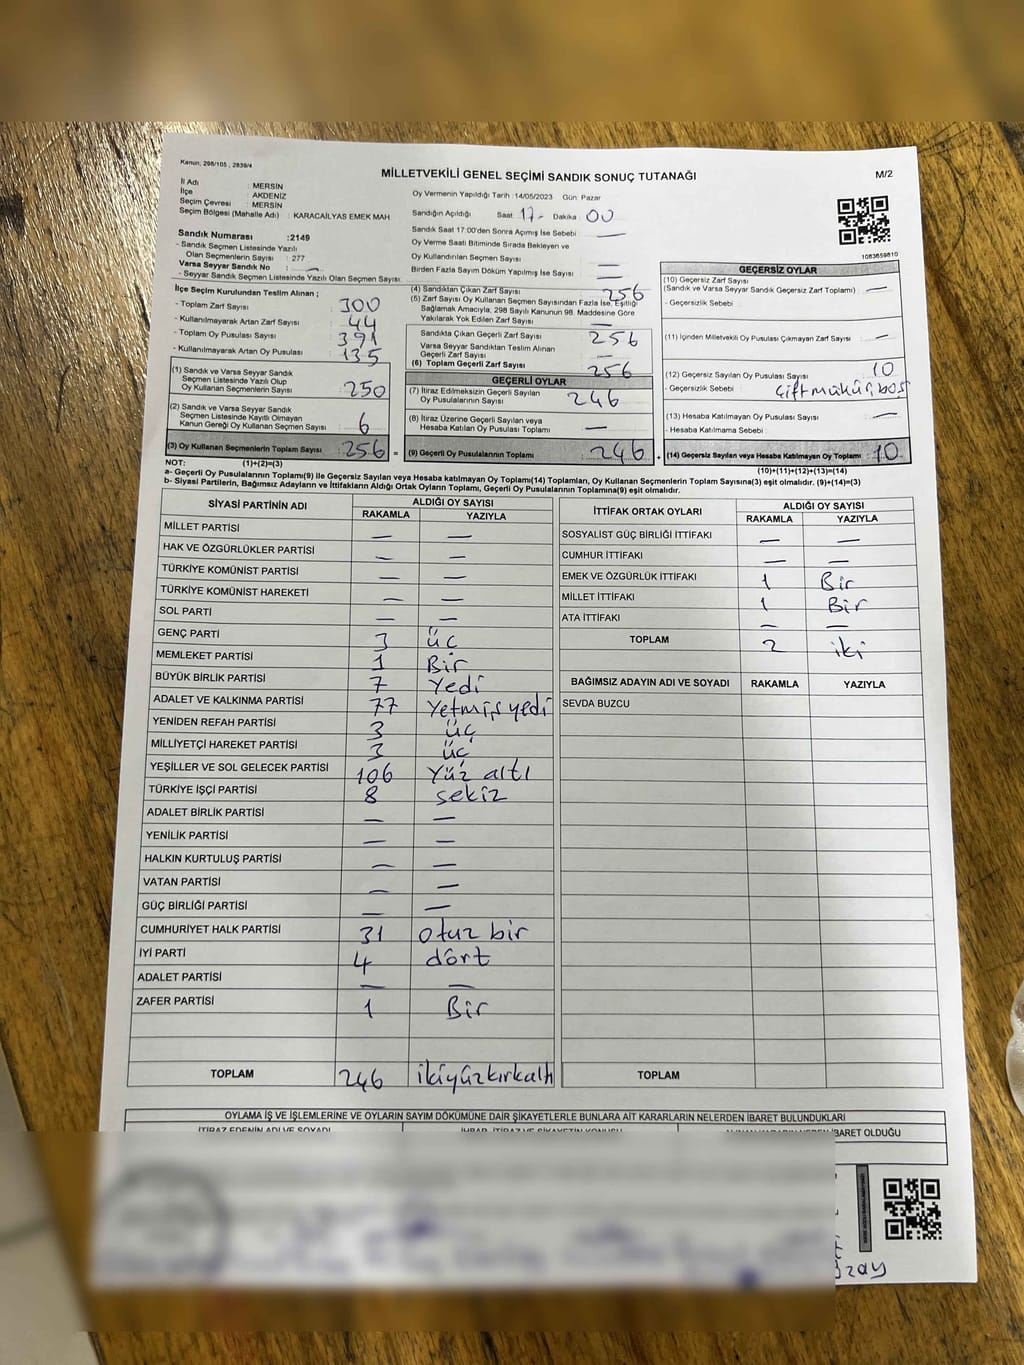 Kanun; 298/105 , 2839/4
MİLLETVEKİLİ GENEL SEÇİMİ SANDIK SONUÇ TUTANAĞI
M/2
İl Adı : MERSİN
İlçe : AKDENİZ
Seçim Çevresi : MERSİN
Seçim Bölgesi (Mahalle Adı) : KARACAİLYAS EMEK MAH
Sandık Numarası :2149
- Sandık Seçmen Listesinde Yazılı
Olan Seçmenlerin Sayısı : 277
Varsa Seyyar Sandık No : —
- Seyyar Sandık Listesinde Yazılı Olan Seçmen Sayısı
Oy Vermenin Yapıldığı Tarih :14/05/2023 Gün: Pazar
Sandığın Açıldığı Saat 17- Dakika 00
Sandık Saat 17:00'den Sonra Açılmış İse Sebebi —
Oy Verme Saati Bitiminde Sırada Bekleyen ve
Oy Kullandırılan Seçmen Sayısı —
Birden Fazla Sayım Döküm Yapılmış İse Sayısı —
1083659810
İlçe Seçim Kurulundan Teslim Alınan ;
- Toplam Zarf Sayısı : 300
- Kullanılmayarak Artan Zarf Sayısı : 44
- Toplam Oy Pusulası Sayısı : 391
- Kullanılmayarak Artan Oy Pusulası : 135
(1) Sandık ve Varsa Seyyar Sandık
Seçmen Listesinde Yazılı Olup
Oy Kullanan Seçmenlerin Sayısı : 250
(2) Sandık ve Varsa Seyyar Sandık
Seçmen Listesinde Kayıtlı Olmayan
Kanun Gereği Oy Kullanan Seçmen Sayısı : 6
(3) Oy Kullanan Seçmenlerin Toplam Sayısı : 256 =
(4) Sandıktan Çıkan Zarf Sayısı : 256
(5) Zarf Sayısı Oy Kullanan Seçmen Sayısından Fazla İse, Eşitliği
Sağlamak Amacıyla, 298 Sayılı Kanunun 98. Maddesine Göre
Yakılarak Yok Edilen Zarf Sayısı : —
Sandıkta Çıkan Geçerli Zarf Sayısı : 256
Varsa Seyyar Sandıktan Teslim Alınan
Geçerli Zarf Sayısı : —
(6) Toplam Geçerli Zarf Sayısı : 256
GEÇERLİ OYLAR
(7) İtiraz Edilmeksizin Geçerli Sayılan
Oy Pusulalarının Sayısı : 246
(8) İtiraz Üzerine Geçerli Sayılan veya
Hesaba Katılan Oy Pusulası Toplamı : —
(9) Geçerli Oy Pusulalarının Toplamı : 246 +
GEÇERSİZ OYLAR
(10) Geçersiz Zarf Sayısı
(Sandık ve Varsa Seyyar Sandık Geçersiz Zarf Toplamı) : —
- Geçersizlik Sebebi :
(11) İçinden Milletvekili Oy Pusulası Çıkmayan Zarf Sayısı : —
(12) Geçersiz Sayılan Oy Pusulası Sayısı : 10
- Geçersizlik Sebebi : Çift mükü, boş
(13) Hesaba Katılmayan Oy Pusulası Sayısı : —
- Hesaba Katılmama Sebebi :
(14) Geçersiz Sayılan veya Hesaba Katılmayan Oy Toplamı : 10
NOT: (1)+(2)=(3) (10)+(11)+(12)+(13)=(14)
a- Geçerli Oy Pusulalarının Toplamı(9) ile Geçersiz Sayılan veya Hesaba katılmayan Oy Toplamı(14) Toplamları, Oy Kullanan Seçmenlerin Toplam Sayısına(3) eşit olmalıdır. (9)+(14)=(3)
b- Siyasi Partilerin, Bağımsız Adayların ve İttifakların Aldığı Ortak Oyların Toplamı, Geçerli Oy Pusulalarının Toplamına(9) eşit olmalıdır.
SİYASİ PARTİNİN ADI ALDIĞI OY SAYISI
RAKAMLA YAZIYLA
MİLLET PARTİSİ — —
HAK VE ÖZGÜRLÜKLER PARTİSİ — —
TÜRKİYE KOMÜNİST PARTİSİ — —
TÜRKİYE KOMÜNİST HAREKETİ — —
SOL PARTİ — —
GENÇ PARTİ 3 üç
MEMLEKET PARTİSİ 1 Bir
BÜYÜK BİRLİK PARTİSİ 7 Yedi
ADALET VE KALKINMA PARTİSİ 77 Yetmiş yedi
YENİDEN REFAH PARTİSİ 3 üç
MİLLİYETÇİ HAREKET PARTİSİ 3 üç
YEŞİLLER VE SOL GELECEK PARTİSİ 106 Yüz altı
TÜRKİYE İŞÇİ PARTİSİ 8 sekiz
ADALET BİRLİK PARTİSİ — —
YENİLİK PARTİSİ — —
HALKIN KURTULUŞ PARTİSİ — —
VATAN PARTİSİ — —
GÜÇ BİRLİĞİ PARTİSİ — —
CUMHURİYET HALK PARTİSİ 31 otuz bir
İYİ PARTİ 4 dört
ADALET PARTİSİ — —
ZAFER PARTİSİ 1 Bir
TOPLAM 246 ikiyüzkırkaltı
İTTİFAK ORTAK OYLARI ALDIĞI OY SAYISI
RAKAMLA YAZIYLA
SOSYALİST GÜÇ BİRLİĞİ İTTİFAKI — —
CUMHUR İTTİFAKI — —
EMEK VE ÖZGÜRLÜK İTTİFAKI 1 Bir
MİLLET İTTİFAKI 1 Bir
ATA İTTİFAKI — —
TOPLAM 2 iki
BAĞIMSIZ ADAYIN ADI VE SOYADI RAKAMLA YAZIYLA
SEVDA BUZCU
TOPLAM
OYLAMA İŞ VE İŞLEMLERİNE VE OYLARIN SAYIM DÖKÜMÜNE DAİR ŞİKAYETLERLE BUNLARA AİT KARARLARIN NELERDEN İBARET BULUNDUKLARI
İTİRAZ EDENİN ADI VE SOYADI İHBAR, İTİRAZ VE ŞİKAYETİN KONUSU İBARET OLDUĞU